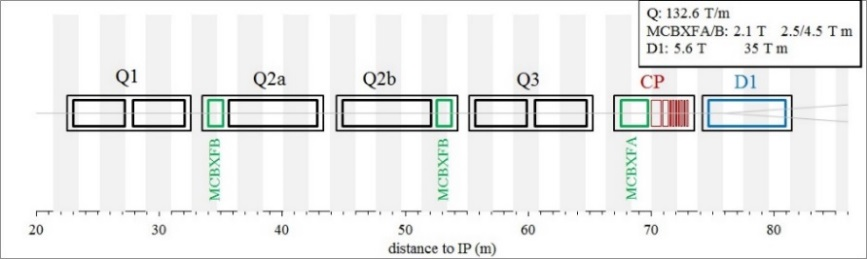 Q: 132.6 T/m
MCBXFA/B: 2.1 T 2.5/4.5 T m
D1: 5.6 T 35 T m
Q1 Q2a Q2b Q3 CP D1
MCBXFB
MCBXFB
MCBXFA
20 30 40 50 60 70 80
distance to IP (m)